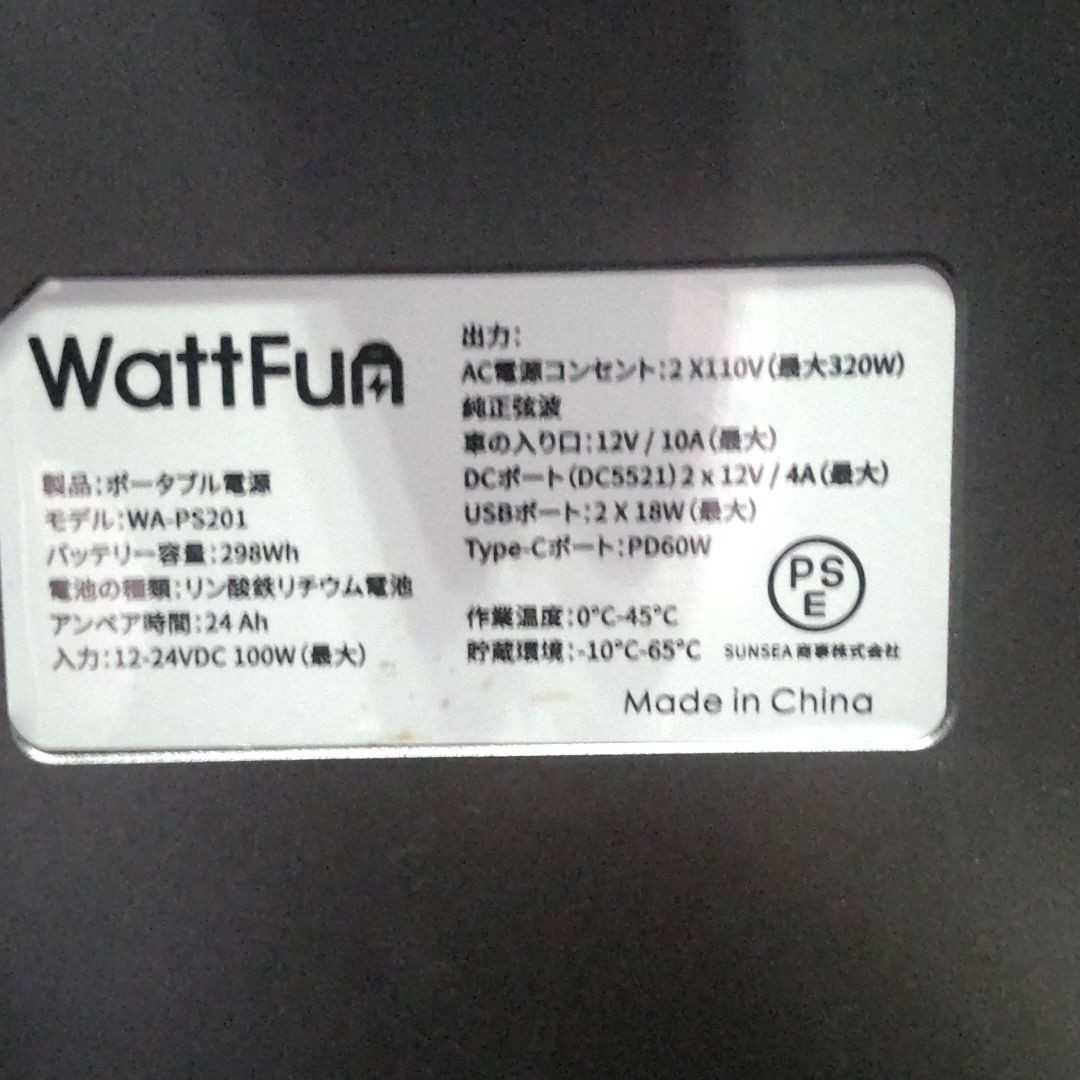 WattFun
製品:ポータブル電源
モデル:WA-PS201
バッテリー容量:298Wh
電池の種類:リン酸鉄リチウム電池
アンペア時間:24 Ah
入力:12-24VDC 100W(最大)
出力:
AC電源コンセント:2 X110V(最大320W)
純正弦波
車の入り口:12V / 10A(最大)
DCポート(DC5521) 2 x 12V / 4A(最大)
USBポート:2 X 18W(最大)
Type-Cポート:PD60W
作業温度:0°C-45°C
貯蔵環境:-10°C-65°C
PS
E
SUNSEA商事株式会社
Made in China